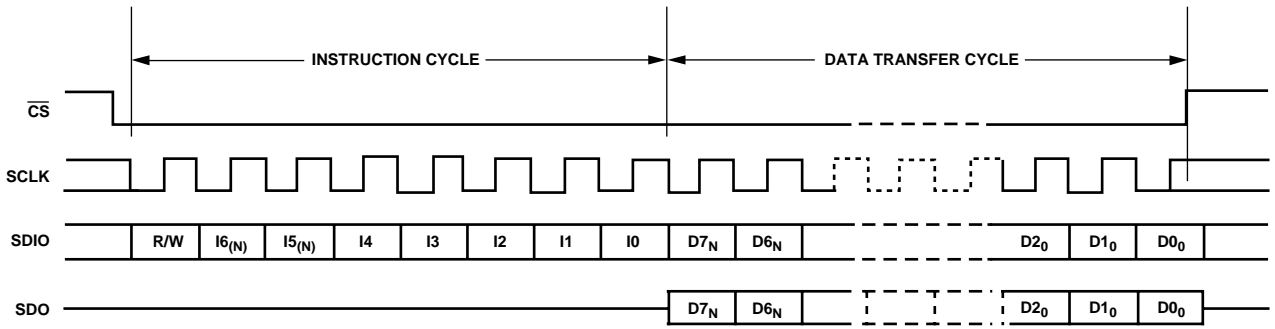 INSTRUCTION CYCLE DATA TRANSFER CYCLE
CS
SCLK
SDIO R/W I6(N) I5(N) I4 I3 I2 I1 I0 D7N D6N D20 D10 D00
SDO D7N D6N D20 D10 D00